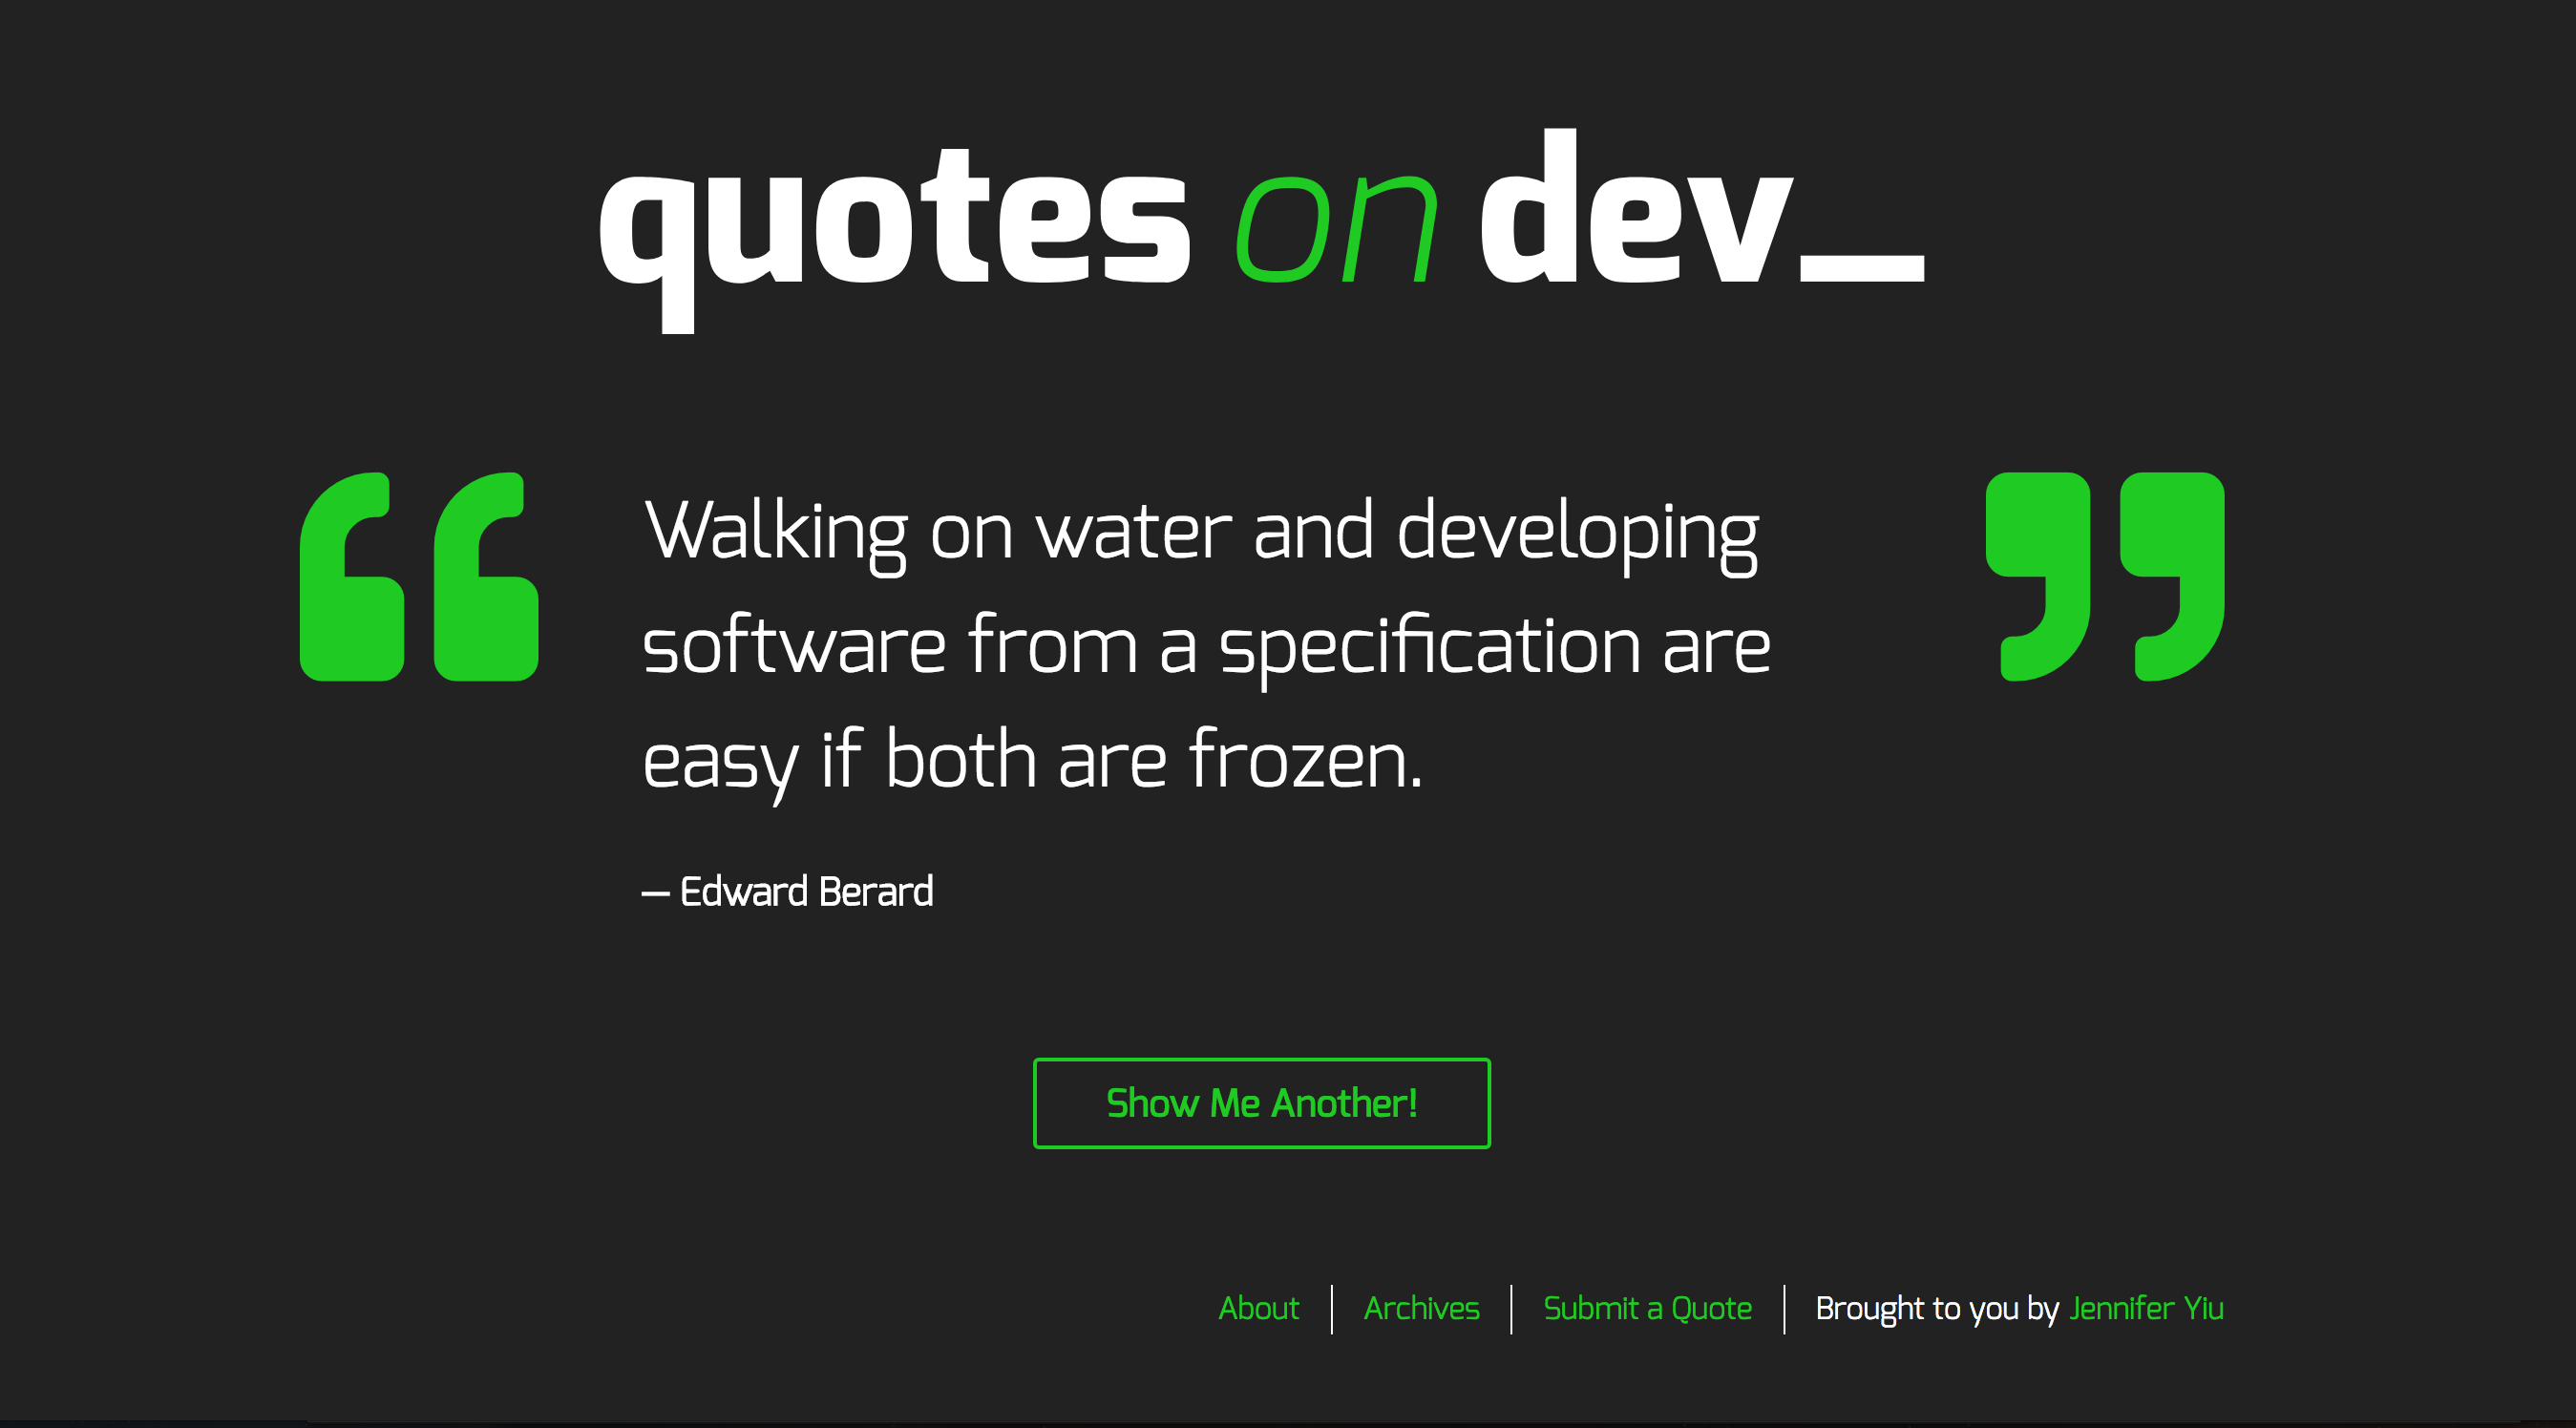 quotes on dev_
“ Walking on water and developing ”
software from a specification are
easy if both are frozen.
— Edward Berard
Show Me Another!
About | Archives | Submit a Quote | Brought to you by Jennifer Yiu